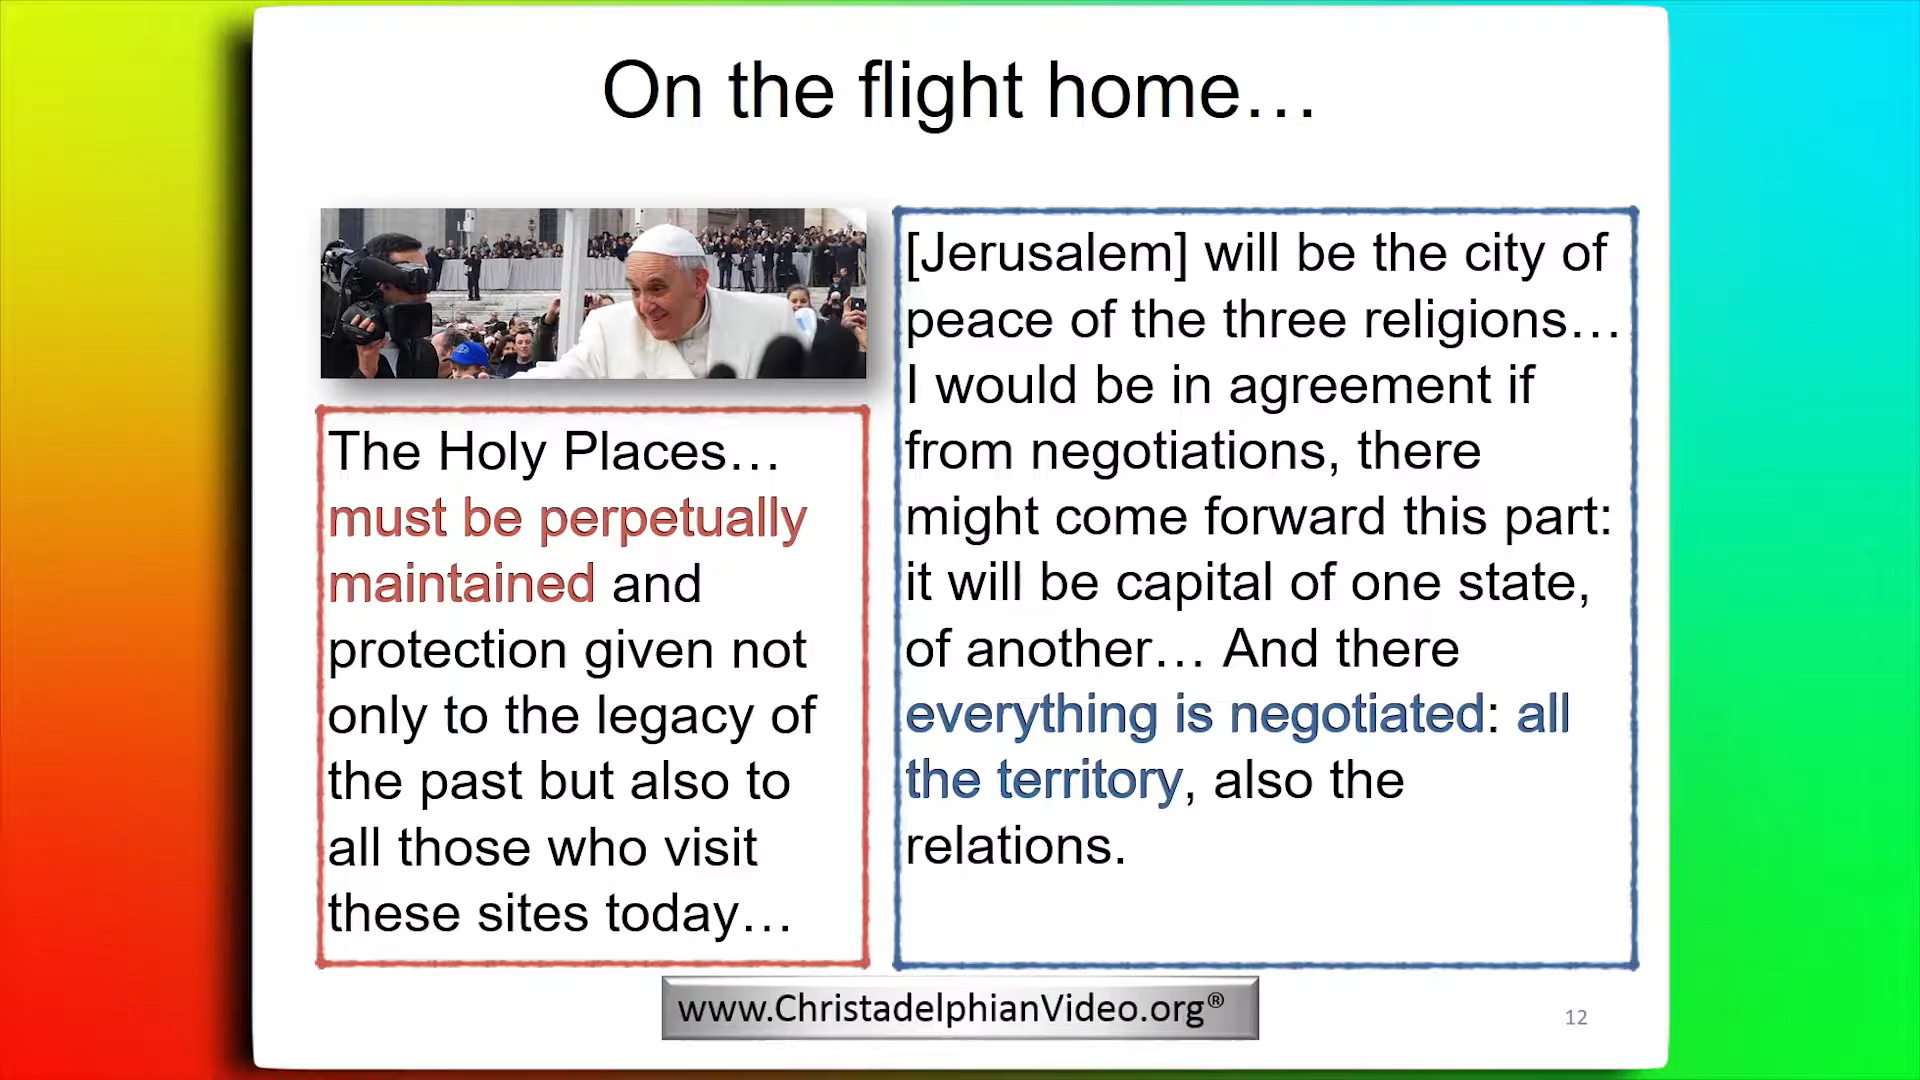 On the flight home…
The Holy Places…
must be perpetually
maintained and
protection given not
only to the legacy of
the past but also to
all those who visit
these sites today…
[Jerusalem] will be the city of
peace of the three religions…
I would be in agreement if
from negotiations, there
might come forward this part:
it will be capital of one state,
of another… And there
everything is negotiated: all
the territory, also the
relations.
www.ChristadelphianVideo.org®
12